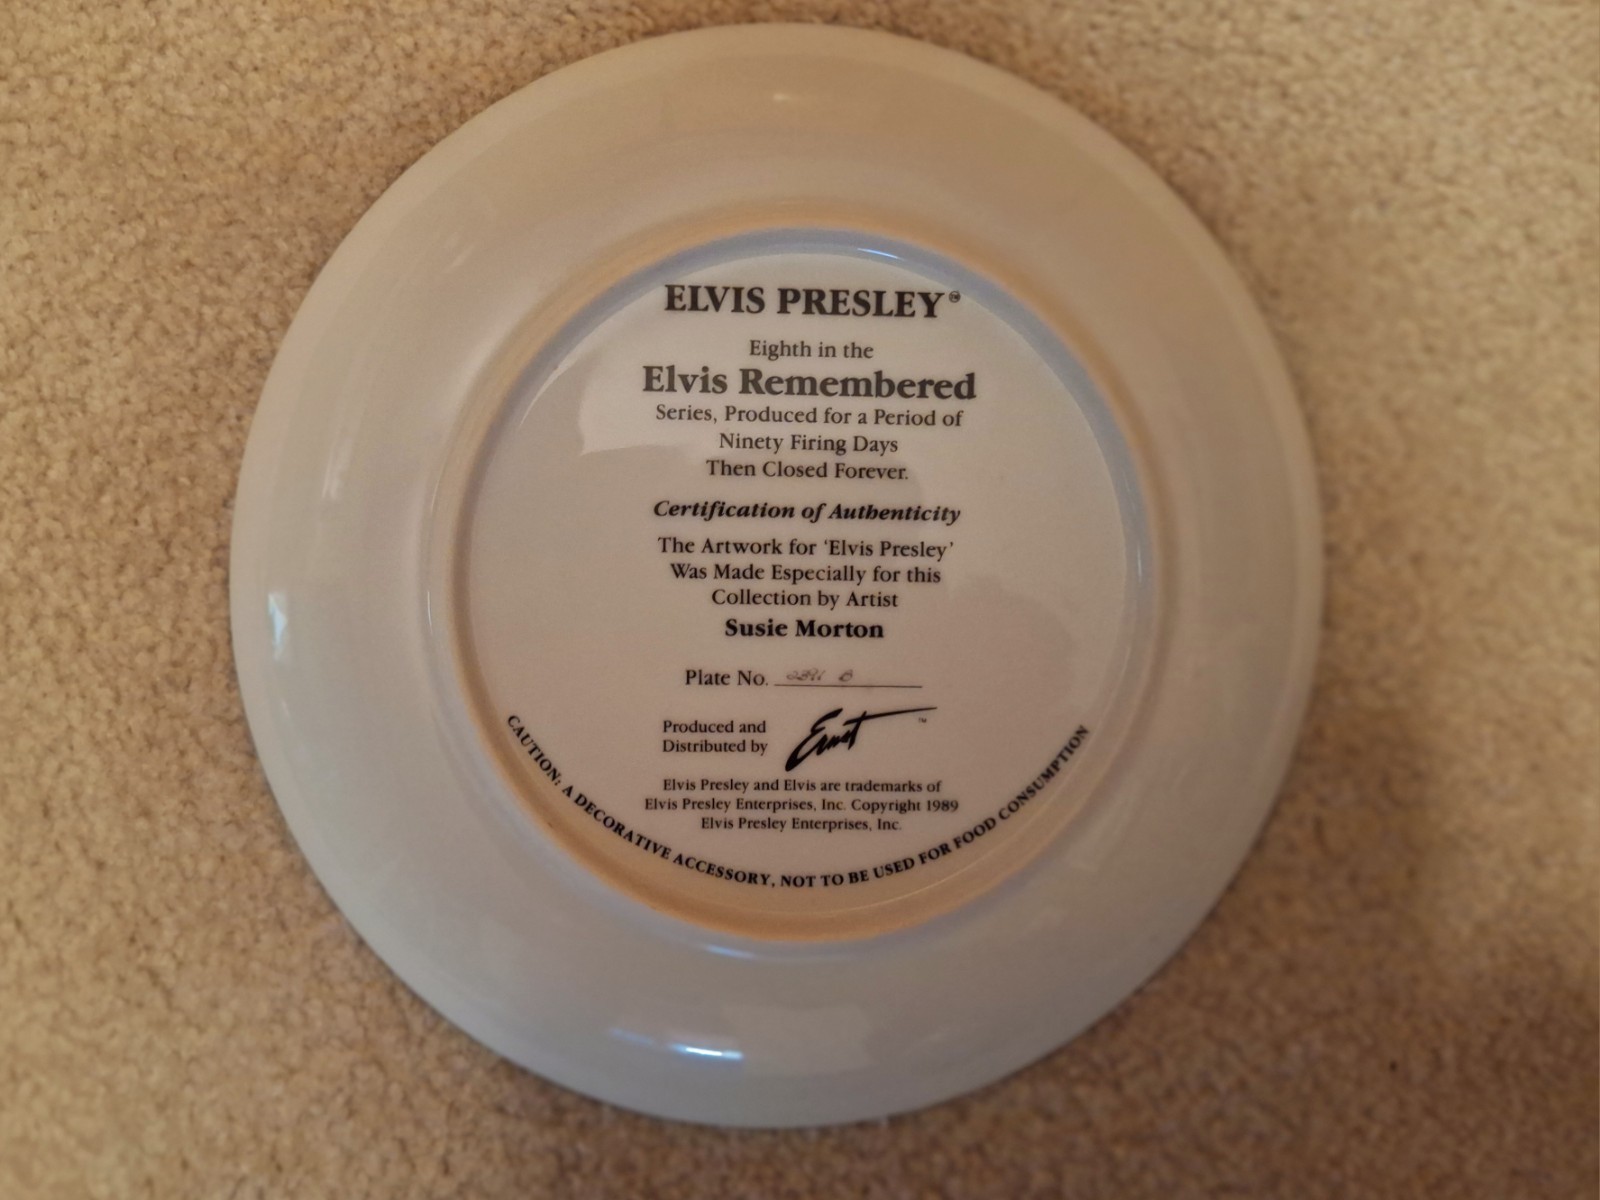 ELVIS PRESLEY®
Eighth in the
Elvis Remembered
Series, Produced for a Period of
Ninety Firing Days
Then Closed Forever.
Certification of Authenticity
The Artwork for 'Elvis Presley'
Was Made Especially for this
Collection by Artist
Susie Morton
Plate No.
Produced and
Distributed by
Ernst ™
Elvis Presley and Elvis are trademarks of
Elvis Presley Enterprises, Inc. Copyright 1989
Elvis Presley Enterprises, Inc.
CAUTION: A DECORATIVE ACCESSORY, NOT TO BE USED FOR FOOD CONSUMPTION